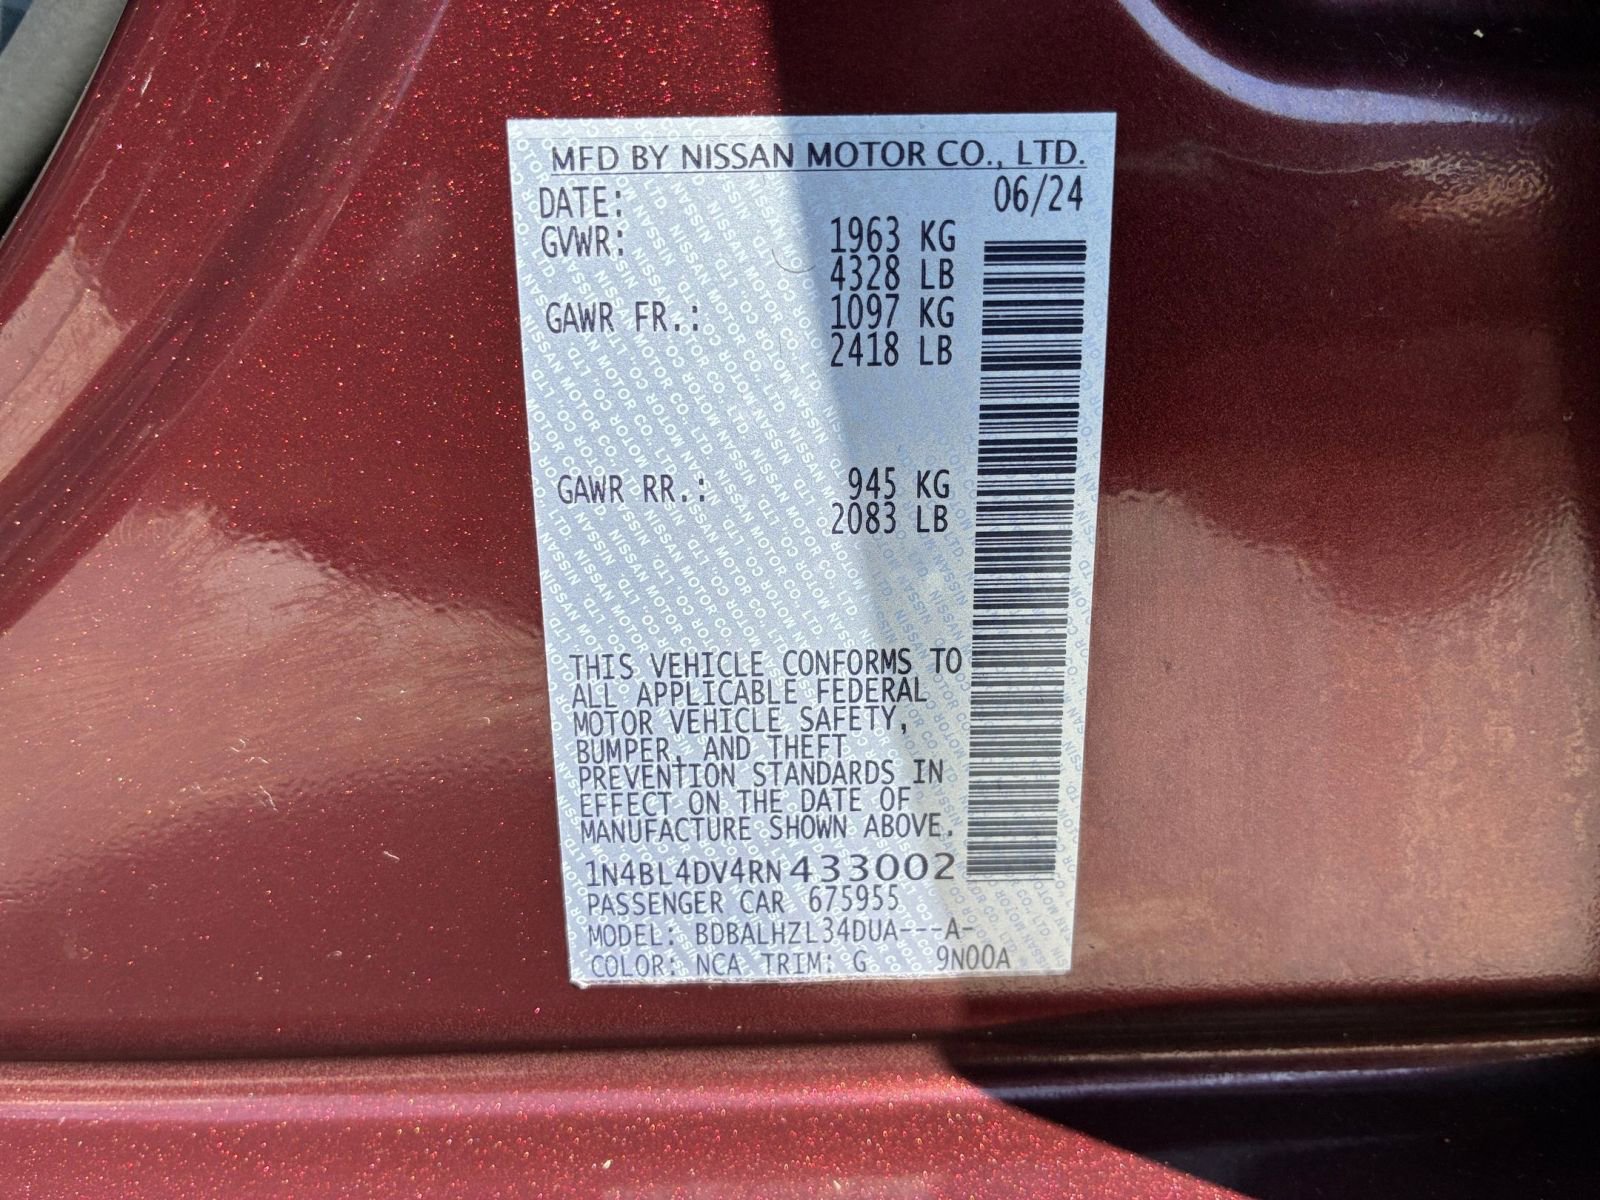 MFD BY NISSAN MOTOR CO., LTD.
DATE: 06/24
GVWR: 1963 KG
4328 LB
GAWR FR.: 1097 KG
2418 LB
GAWR RR.: 945 KG
2083 LB
THIS VEHICLE CONFORMS TO
ALL APPLICABLE FEDERAL
MOTOR VEHICLE SAFETY,
BUMPER, AND THEFT
PREVENTION STANDARDS IN
EFFECT ON THE DATE OF
MANUFACTURE SHOWN ABOVE.
1N4BL4DV4RN433002
PASSENGER CAR 675955
MODEL: BDBALHZL34DUA---A-
COLOR: NCA TRIM: G 9N00A